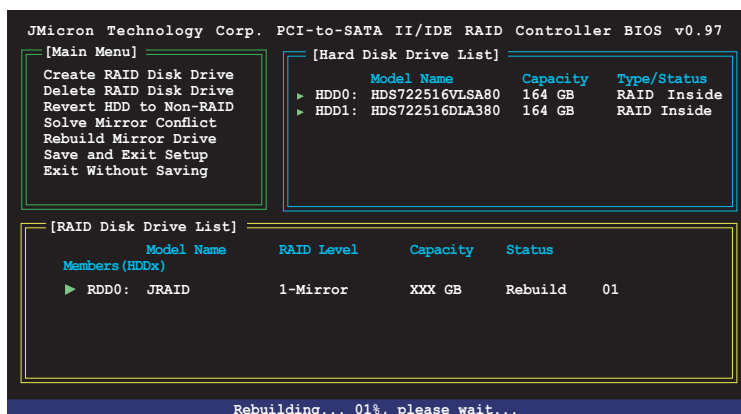 JMicron Technology Corp. PCI-to-SATA II/IDE RAID Controller BIOS v0.97
[Main Menu]
Create RAID Disk Drive
Delete RAID Disk Drive
Revert HDD to Non-RAID
Solve Mirror Conflict
Rebuild Mirror Drive
Save and Exit Setup
Exit Without Saving
[Hard Disk Drive List]
Model Name Capacity Type/Status
HDD0: HDS722516VLSA80 164 GB RAID Inside
HDD1: HDS722516DLA380 164 GB RAID Inside
[RAID Disk Drive List]
Model Name RAID Level Capacity Status
Members(HDDx)
RDD0: JRAID 1-Mirror XXX GB Rebuild 01
Rebuilding... 01%, please wait...